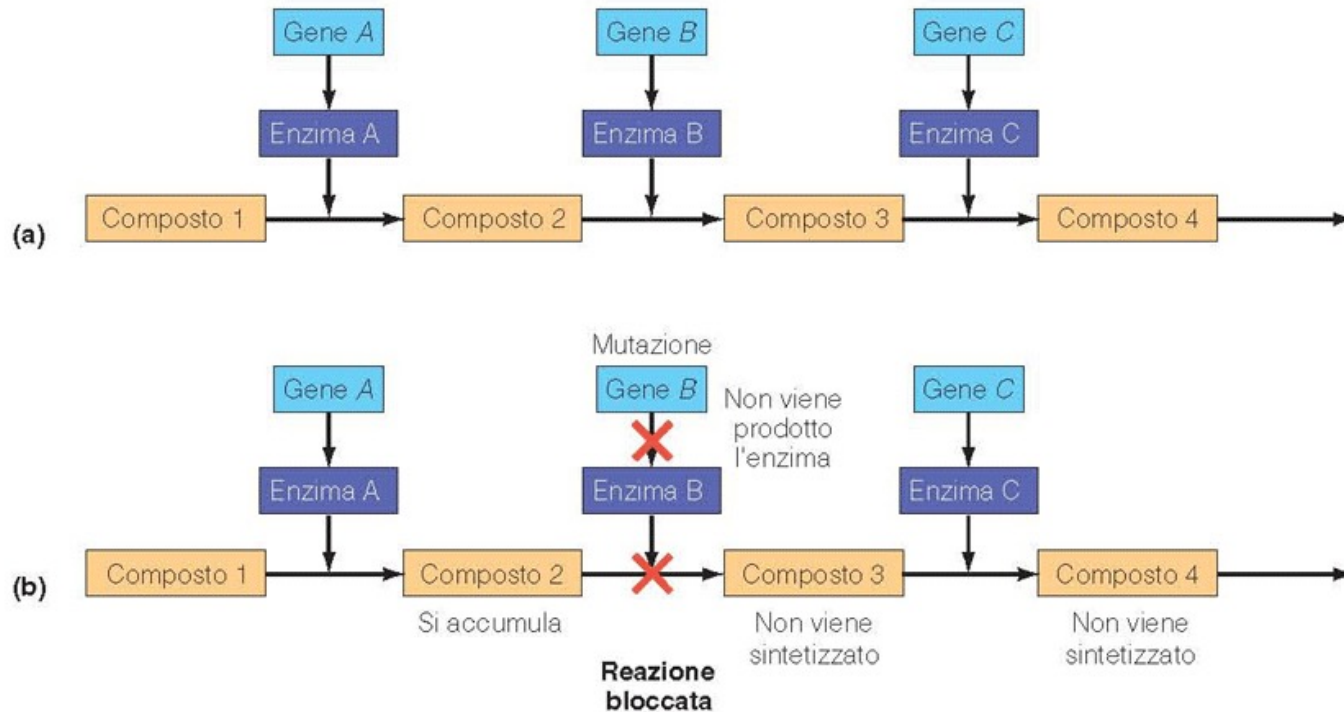 Gene A
Gene B
Gene C
Enzima A
Enzima B
Enzima C
(a)
Composto 1
Composto 2
Composto 3
Composto 4
Mutazione
Gene A
Gene B
Gene C
Non viene
prodotto
l'enzima
Enzima A
Enzima B
Enzima C
(b)
Composto 1
Composto 2
Composto 3
Composto 4
Si accumula
Non viene
sintetizzato
Non viene
sintetizzato
Reazione
bloccata